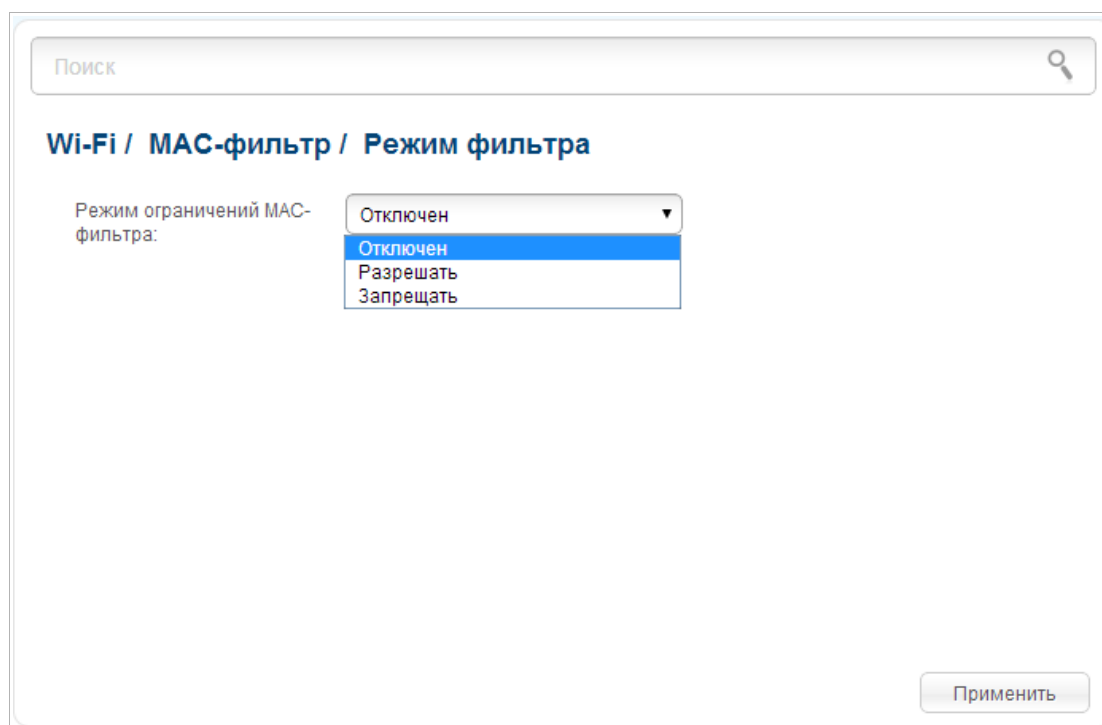 Поиск
Wi-Fi / MAC-фильтр / Режим фильтра
Режим ограничений MAC-
фильтра:
Отключен
Отключен
Разрешать
Запрещать
Применить